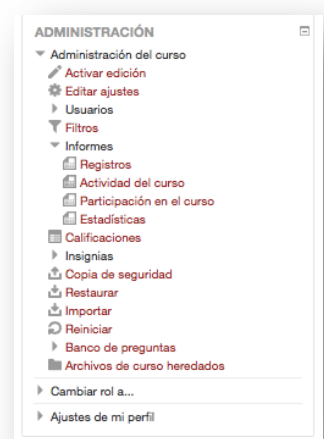 ADMINISTRACIÓN
Administración del curso
Activar edición
Editar ajustes
Usuarios
Filtros
Informes
Registros
Actividad del curso
Participación en el curso
Estadísticas
Calificaciones
Insignias
Copia de seguridad
Restaurar
Importar
Reiniciar
Banco de preguntas
Archivos de curso heredados
Cambiar rol a...
Ajustes de mi perfil